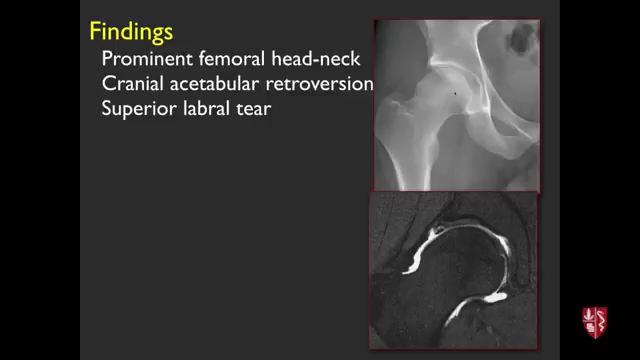 Findings
Prominent femoral head-neck
Cranial acetabular retroversion
Superior labral tear